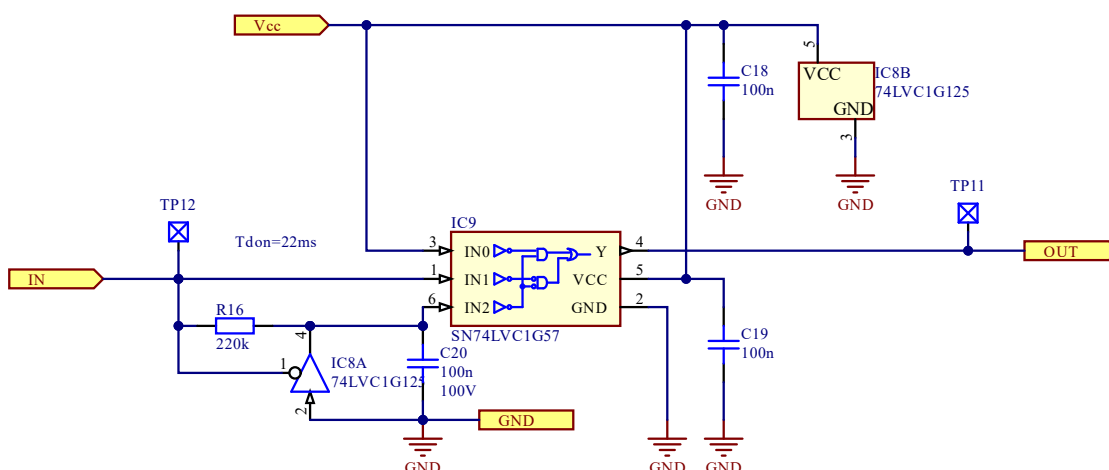 Vcc
5
VCC
GND
3
IC8B
74LVC1G125
C18
100n
GND
GND
TP12
Tdon=22ms
IC9
TP11
3
IN0
Y
4
OUT
IN
1
IN1
VCC
5
6
IN2
GND
2
SN74LVC1G57
R16
220k
4
1
IC8A
74LVC1G125
2
C20
100n
100V
C19
100n
GND
GND
GND
GND